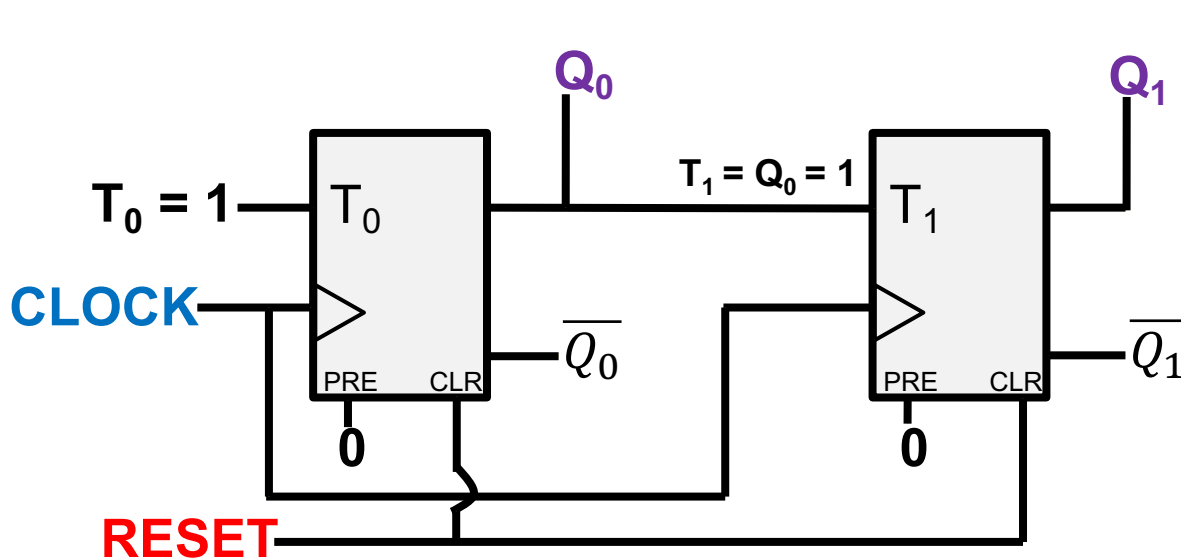 Q₀
Q₁
T₀ = 1
T₀
T₁ = Q₀ = 1
T₁
CLOCK
Q̅₀
Q̅₁
PRE CLR
PRE CLR
0
0
RESET